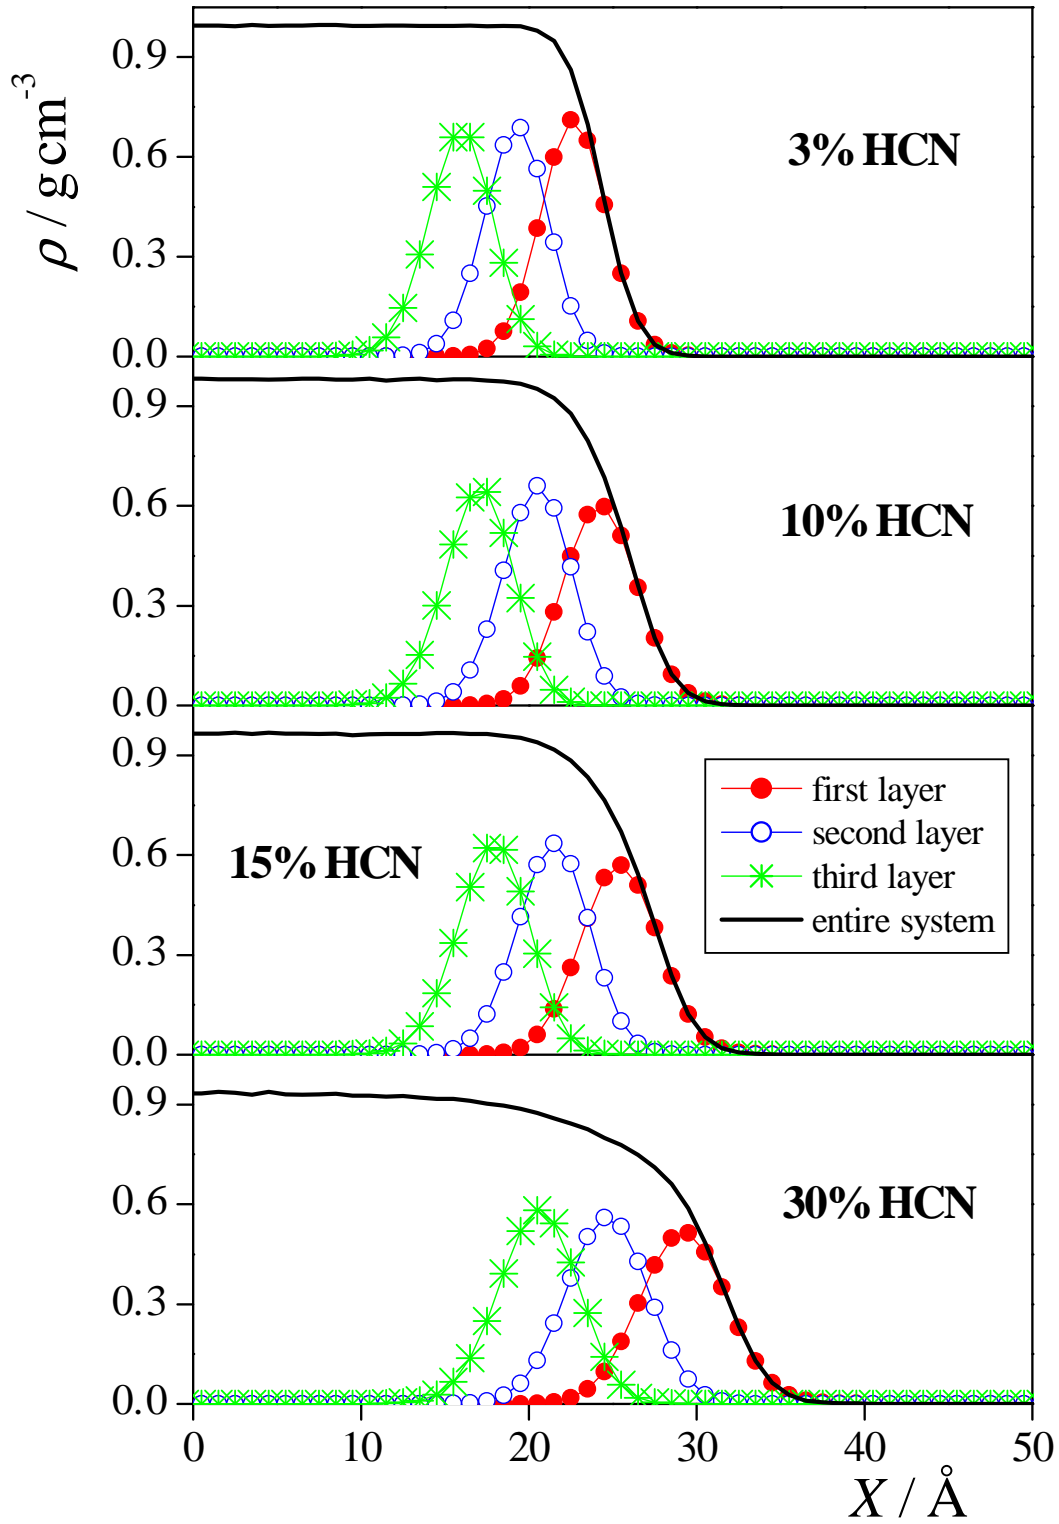 0.9
0.6
0.3
0.0
3% HCN
ρ / g cm-3
0.9
0.6
0.3
0.0
10% HCN
0.9
0.6
0.3
0.0
15% HCN
first layer
second layer
third layer
entire system
0.9
0.6
0.3
0.0
30% HCN
0 10 20 30 40 50
X / Å